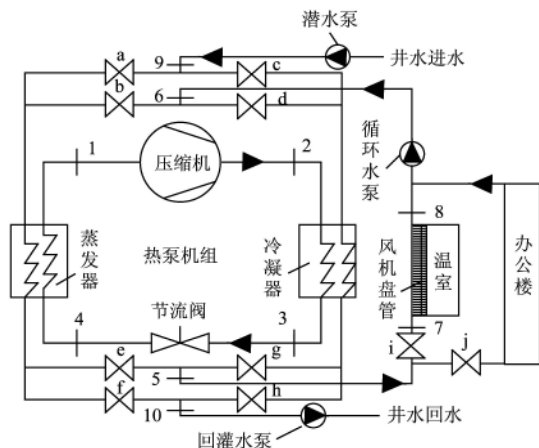 潜水泵
a
9
c
井水进水
b
6
d
1
压缩机
2
循环水泵
8
蒸发器
热泵机组
冷凝器
风机盘管
温室
办公楼
4
节流阀
3
7
i
j
e
5
g
f
h
10
井水回水
回灌水泵